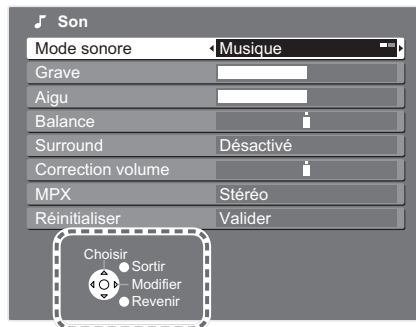 Son
Mode sonore Musique
Grave
Aigu
Balance
Surround Désactivé
Correction volume
MPX Stéréo
Réinitialiser Valider
Choisir
Sortir
Modifier
Revenir